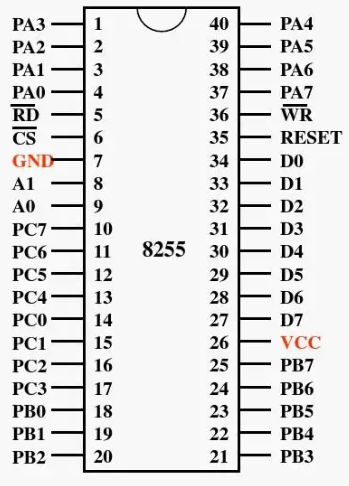 PA3 1 40 PA4
PA2 2 39 PA5
PA1 3 38 PA6
PA0 4 37 PA7
RD 5 36 WR
CS 6 35 RESET
GND 7 34 D0
A1 8 33 D1
A0 9 32 D2
PC7 10 31 D3
PC6 11 8255 30 D4
PC5 12 29 D5
PC4 13 28 D6
PC0 14 27 D7
PC1 15 26 VCC
PC2 16 25 PB7
PC3 17 24 PB6
PB0 18 23 PB5
PB1 19 22 PB4
PB2 20 21 PB3